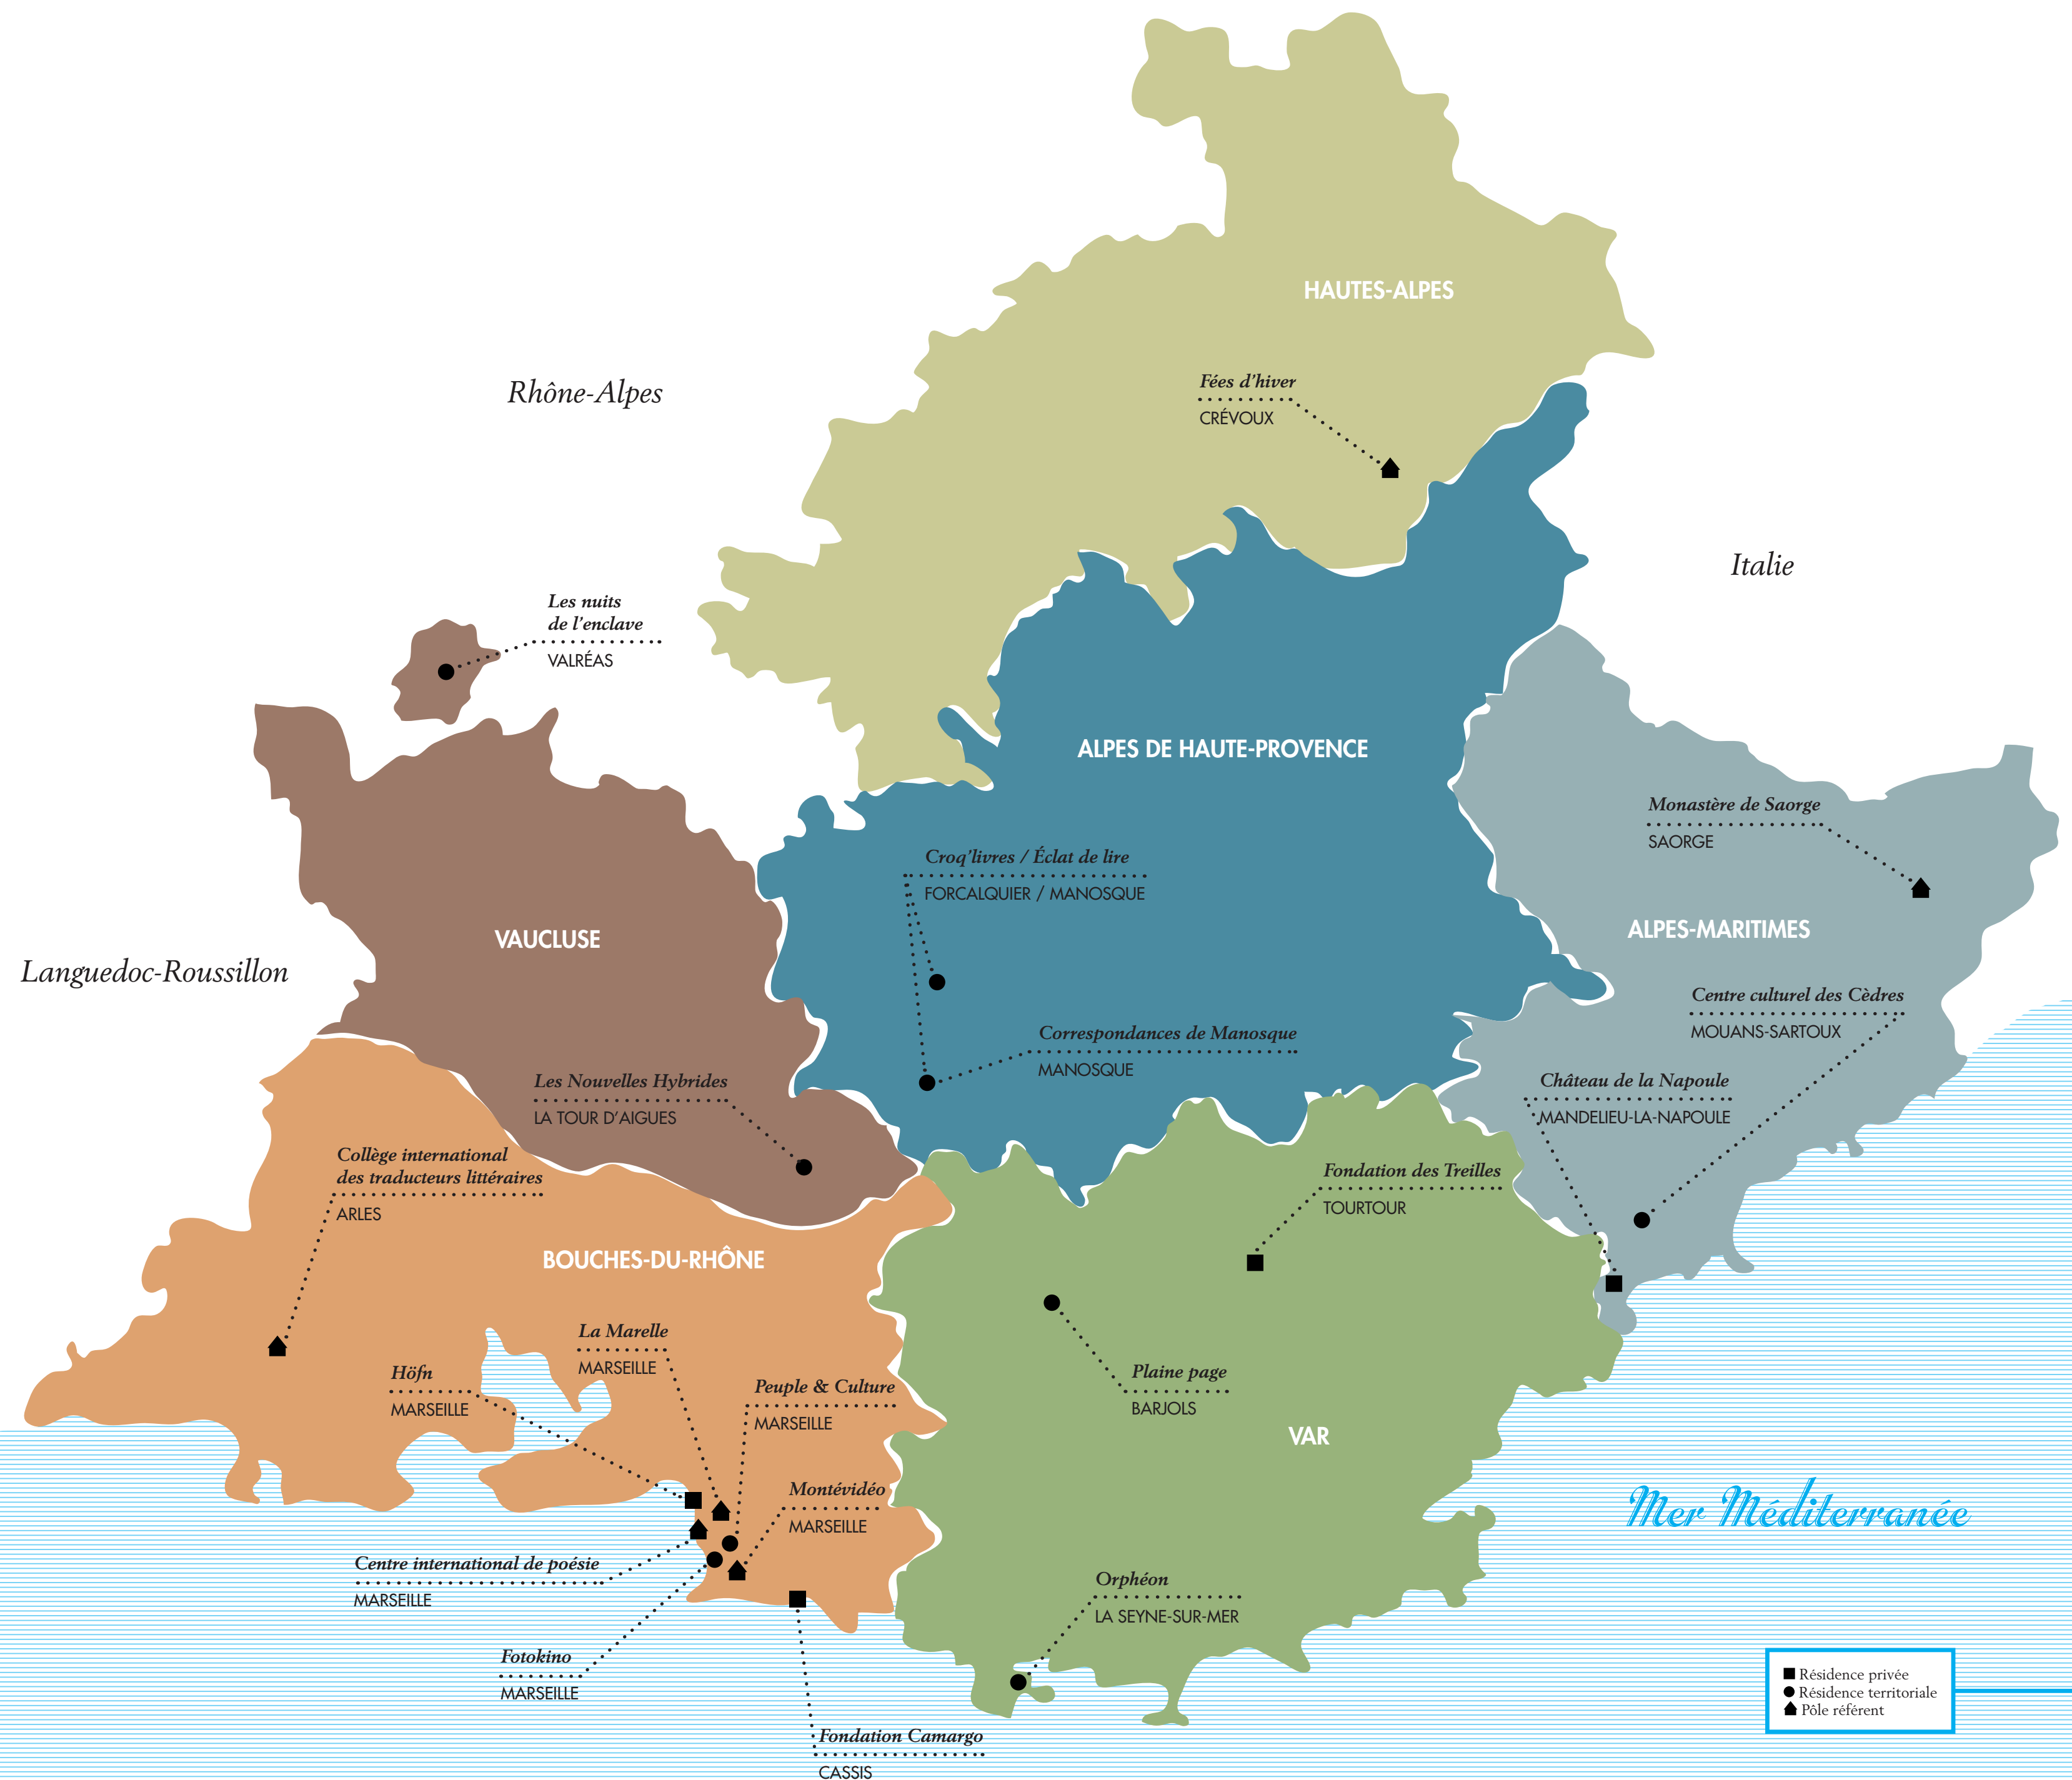 HAUTES-ALPES
Fées d’hiver
CRÉVOUX
Rhône-Alpes
Italie
Les nuits
de l’enclave
VALRÉAS
ALPES DE HAUTE-PROVENCE
Monastère de Saorge
SAORGE
Croq’livres / Éclat de lire
FORCALQUIER / MANOSQUE
VAUCLUSE
ALPES-MARITIMES
Languedoc-Roussillon
Centre culturel des Cèdres
MOUANS-SARTOUX
Correspondances de Manosque
MANOSQUE
Les Nouvelles Hybrides
LA TOUR D’AIGUES
Château de la Napoule
MANDELIEU-LA-NAPOULE
Collège international
des traducteurs littéraires
ARLES
Fondation des Treilles
TOURTOUR
BOUCHES-DU-RHÔNE
La Marelle
MARSEILLE
Höfn
MARSEILLE
Peuple & Culture
MARSEILLE
Plaine page
BARJOLS
VAR
Montévidéo
MARSEILLE
Mer Méditerranée
Centre international de poésie
MARSEILLE
Orphéon
LA SEYNE-SUR-MER
Fotokino
MARSEILLE
Fondation Camargo
CASSIS
Résidence privée
Résidence territoriale
Pôle référent